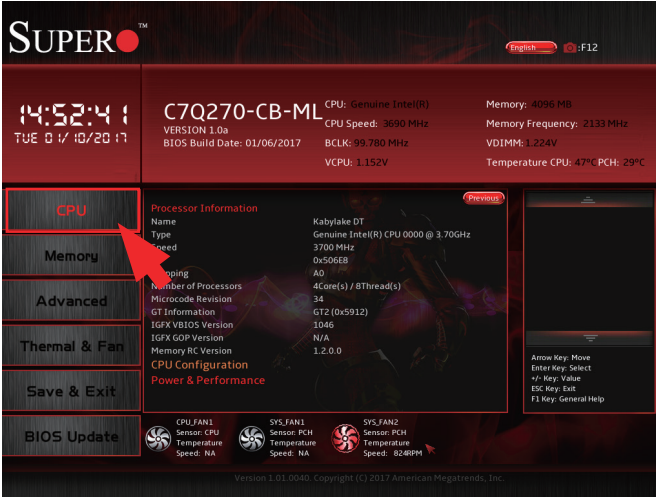 SUPER
TM
English :F12
14:52:41
TUE 01/10/2017
C7Q270-CB-ML
VERSION 1.0a
BIOS Build Date: 01/06/2017
CPU: Genuine Intel(R)
CPU Speed: 3690 MHz
BCLK: 99.780 MHz
VCPU: 1.152V
Memory: 4096 MB
Memory Frequency: 2133 MHz
VDIMM: 1.224V
Temperature CPU: 47°C PCH: 29°C
CPU
Memory
Advanced
Thermal & Fan
Save & Exit
BIOS Update
Previous
Processor Information
Name Kabylake DT
Type Genuine Intel(R) CPU 0000 @ 3.70GHz
Speed 3700 MHz
0x506E8
A0
Number of Processors 4Core(s) / 8Thread(s)
Microcode Revision 34
GT Information GT2 (0x5912)
IGFX VBIOS Version 1046
IGFX GOP Version N/A
Memory RC Version 1.2.0.0
CPU Configuration
Power & Performance
Arrow Key: Move
Enter Key: Select
+/- Key: Value
ESC Key: Exit
F1 Key: General Help
CPU_FAN1
Sensor: CPU
Temperature
Speed: NA
SYS_FAN1
Sensor: PCH
Temperature
Speed: NA
SYS_FAN2
Sensor: PCH
Temperature
Speed: 824RPM
Version 1.01.0040. Copyright (C) 2017 American Megatrends, Inc.